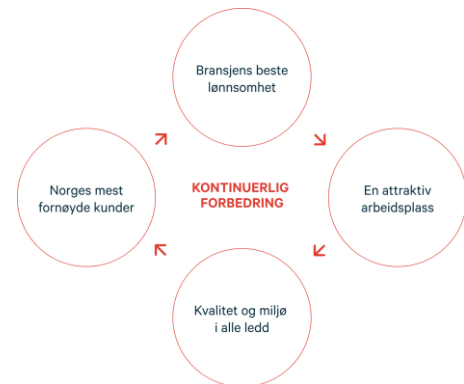 Bransjens beste
lønnsomhet
Norges mest
fornøyde kunder
KONTINUERLIG
FORBEDRING
En attraktiv
arbeidsplass
Kvalitet og miljø
i alle ledd